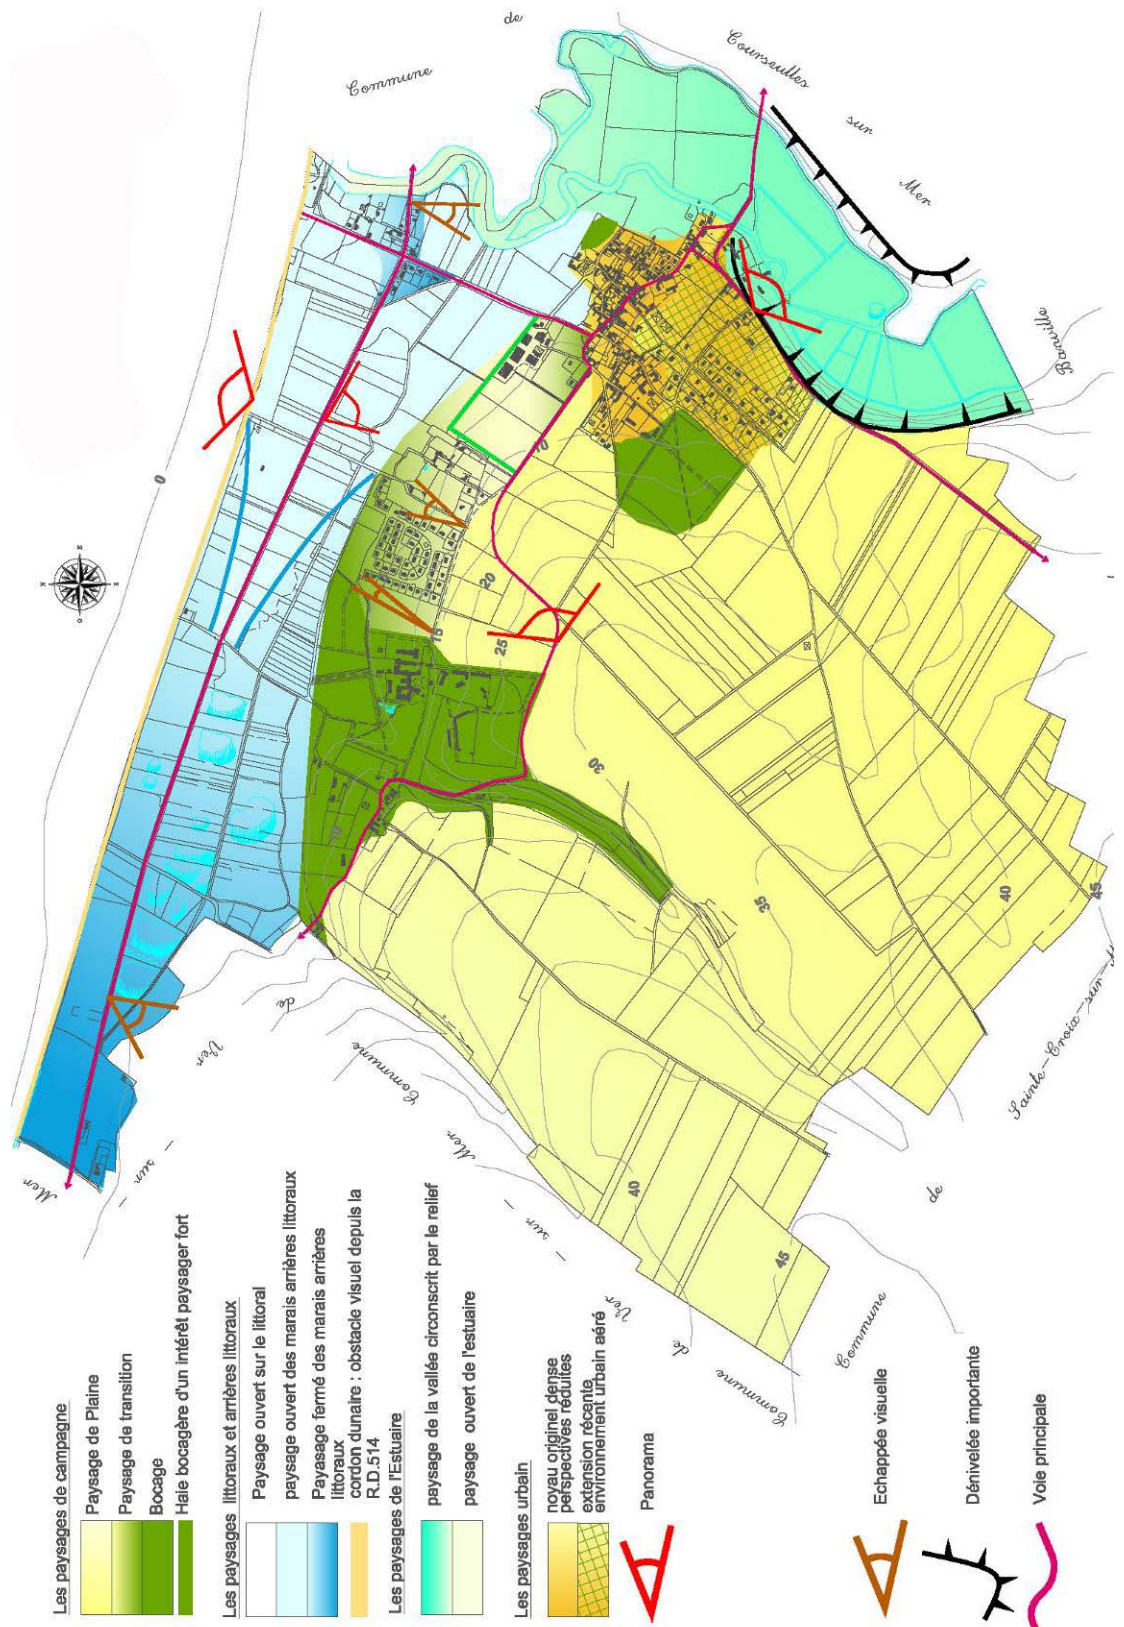 Les paysages de campagne
Paysage de Plaine
Paysage de transition
Bocage
Haie bocagère d'un intérêt paysager fort
Les paysages littoraux et arrières littoraux
Paysage ouvert sur le littoral
paysage ouvert des marais arrières littoraux
Payasage fermé des marais arrières
littoraux
cordon dunaire : obstacle visuel depuis la
R.D.514
Les paysages de l'Estuaire
paysage de la vallée circonscrit par le relief
paysage ouvert de l'estuaire
Les paysages urbain
noyau originel dense
perspectives réduites
extension récente
environnement urbain aéré
Panorama
Echappée visuelle
Dénivelée importante
Voie principale
Commune
de
Courseulles
sur
Mer
Banville
Commune
de
Sainte-Croix-sur-
Commune
de
Ver
- sur -
Mer
Commune
de
Ver
- sur -
Mer
0
10
10
15
20
25
30
35
40
45
40
45